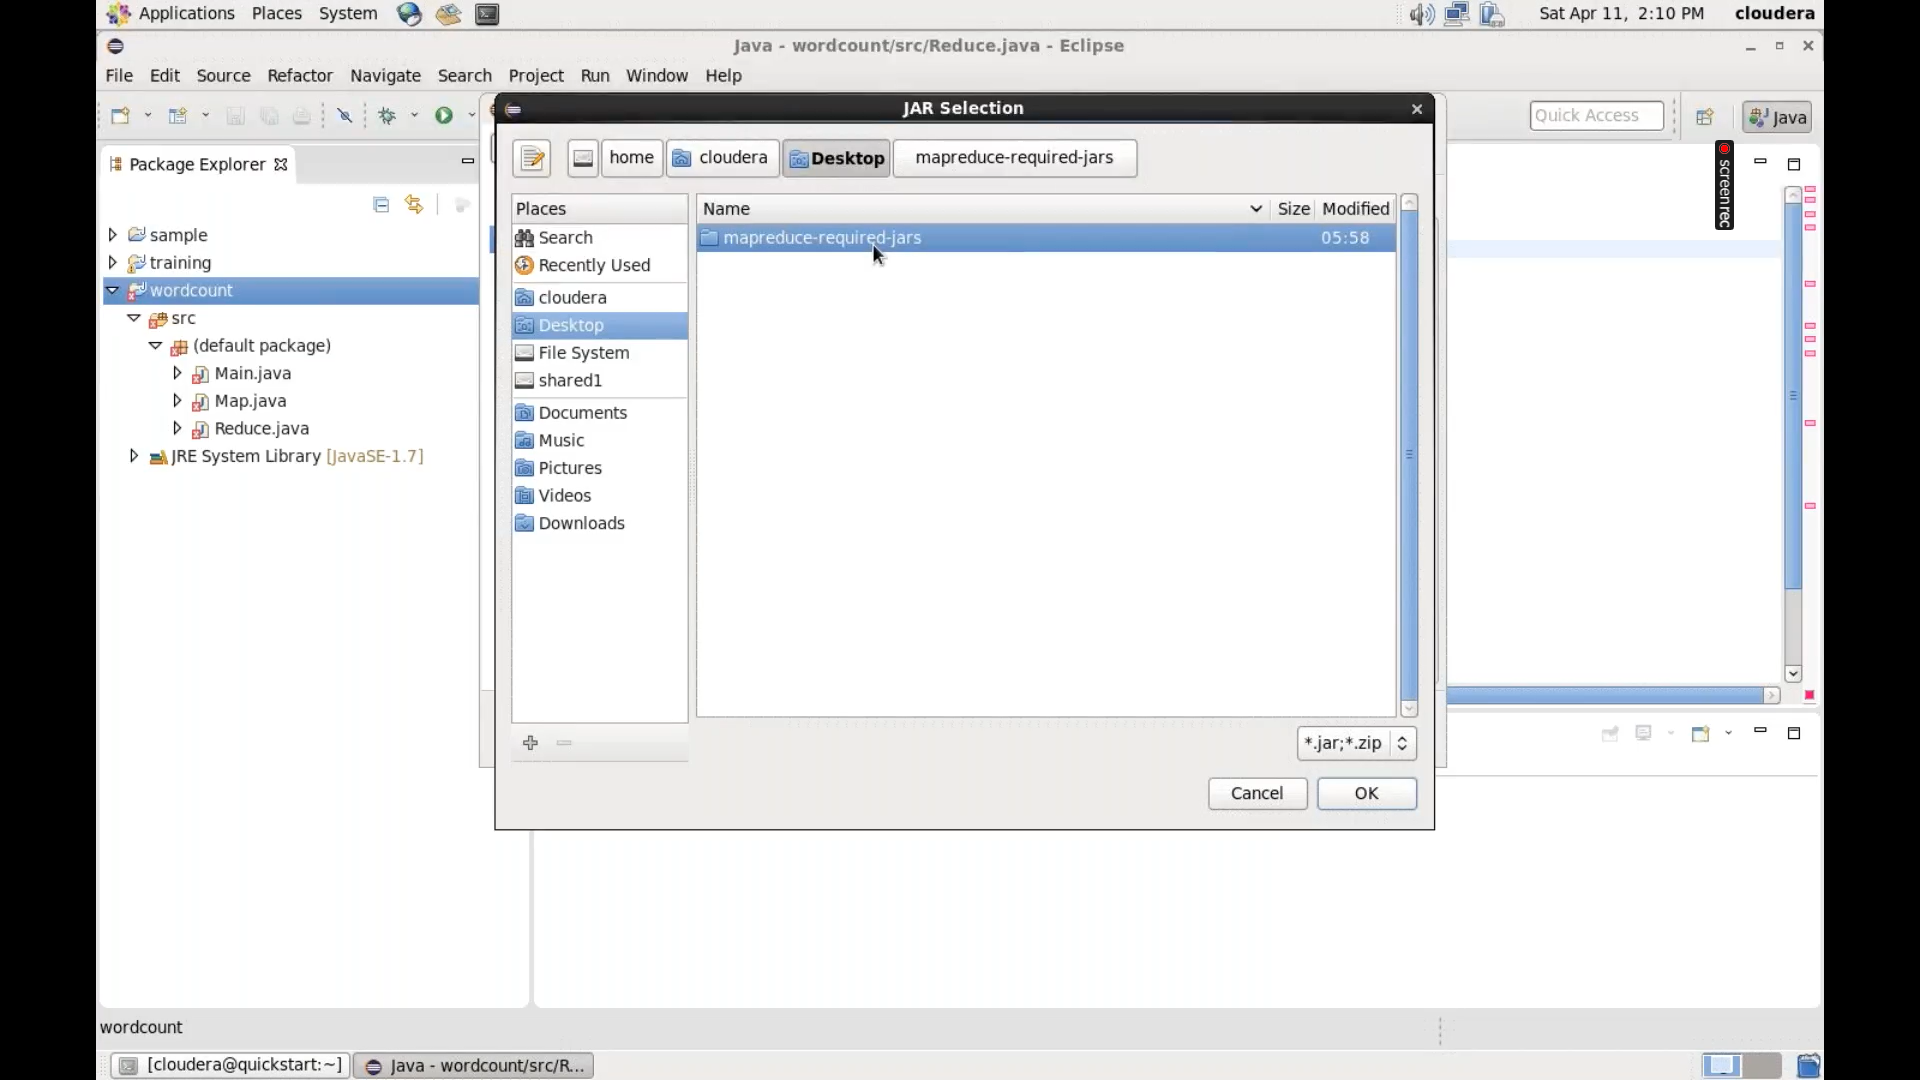 Applications Places System
Sat Apr 11, 2:10 PM cloudera
Java - wordcount/src/Reduce.java - Eclipse
File Edit Source Refactor Navigate Search Project Run Window Help
JAR Selection
Quick Access
Java
Package Explorer
home cloudera Desktop mapreduce-required-jars
screenrec
Places
Name Size Modified
sample
training
wordcount
src
(default package)
Main.java
Map.java
Reduce.java
JRE System Library [JavaSE-1.7]
Search
Recently Used
cloudera
Desktop
File System
shared1
Documents
Music
Pictures
Videos
Downloads
mapreduce-required-jars 05:58
*.jar;*.zip
Cancel OK
wordcount
[cloudera@quickstart:~] Java - wordcount/src/R...